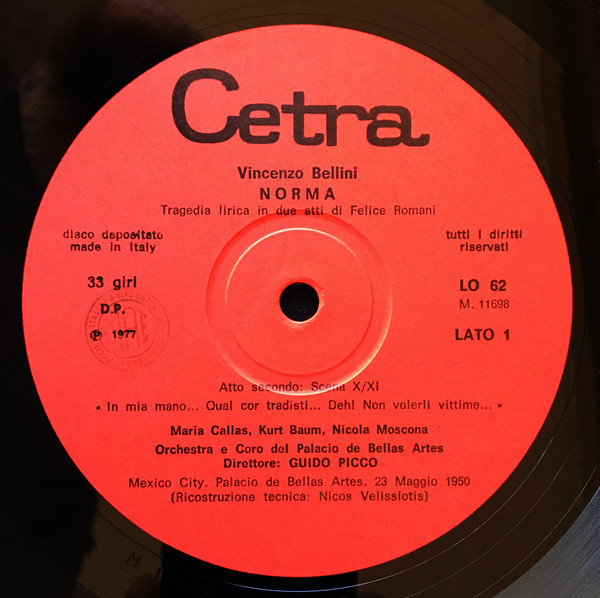 Cetra
Vincenzo Bellini
NORMA
Tragedia lirica in due atti di Felice Romani
disco depositato
made in Italy
tutti i diritti
riservati
33 giri
D.P.
℗ 1977
LO 62
M. 11698
LATO 1
Atto secondo: Scena X/XI
« In mia mano... Qual cor tradisti... Deh! Non volerli vittime... »
Maria Callas, Kurt Baum, Nicola Moscona
Orchestra e Coro del Palacio de Bellas Artes
Direttore: GUIDO PICCO
Mexico City. Palacio de Bellas Artes. 23 Maggio 1950
(Ricostruzione tecnica: Nicos Velissiotis)